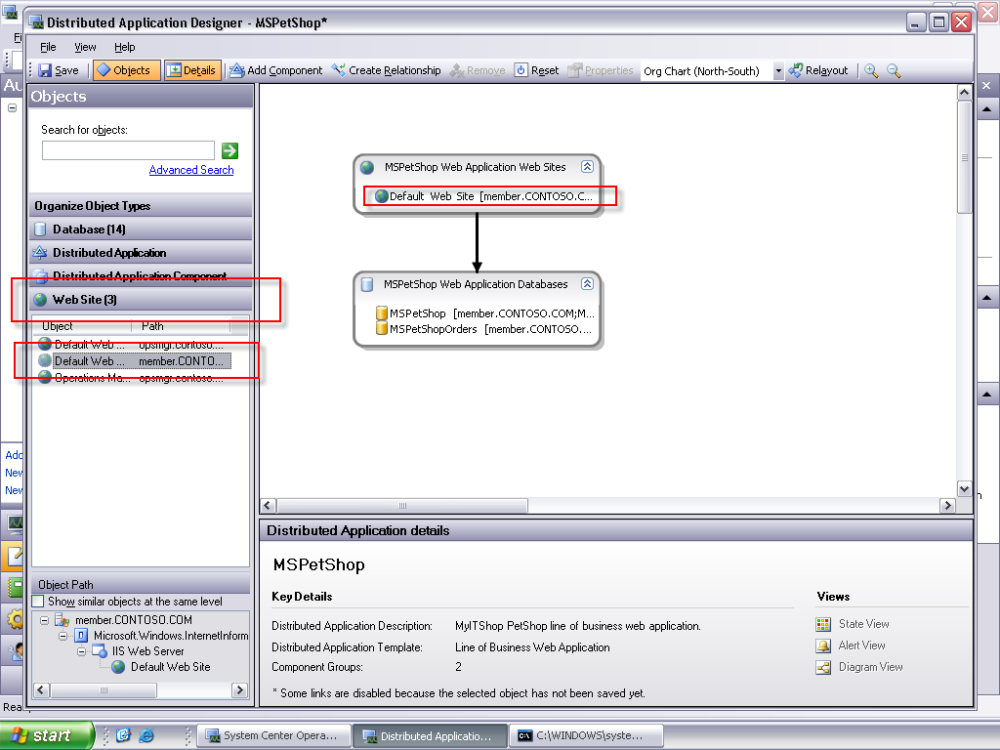 Distributed Application Designer - MSPetShop*
File View Help
Save Objects Details Add Component Create Relationship Remove Reset Properties Org Chart (North-South) Relayout
Objects
Search for objects:
Advanced Search
Organize Object Types
Database (14)
Distributed Application
Distributed Application Component
Web Site (3)
Object Path
Default Web ... opsmgr.contoso....
Default Web ... member.CONTO...
Operations Ma... opsmgr.contoso....
Object Path
Show similar objects at the same level
member.CONTOSO.COM
Microsoft.Windows.InternetInform
IIS Web Server
Default Web Site
MSPetShop Web Application Web Sites
Default Web Site [member.CONTOSO.C...
MSPetShop Web Application Databases
MSPetShop [member.CONTOSO.COM;M...
MSPetShopOrders [member.CONTOSO....
Distributed Application details
MSPetShop
Key Details
Distributed Application Description: MyITShop PetShop line of business web application.
Distributed Application Template: Line of Business Web Application
Component Groups: 2
* Some links are disabled because the selected object has not been saved yet.
Views
State View
Alert View
Diagram View
Au
Add
New
New
Rea
start System Center Opera... Distributed Applicatio... C:\WINDOWS\syste...